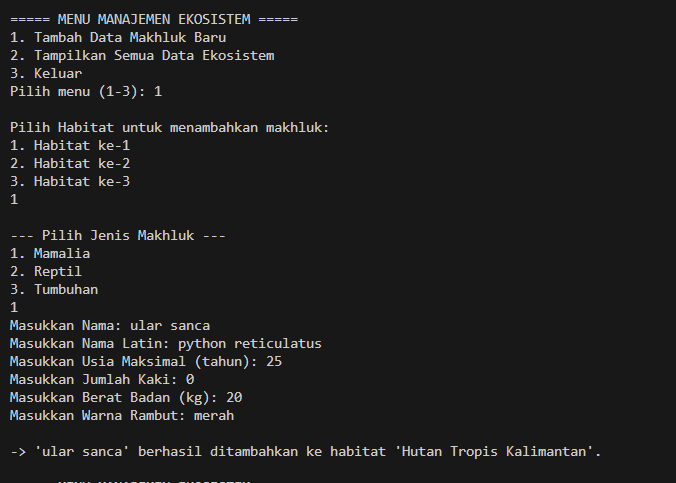 ===== MENU MANAJEMEN EKOSISTEM =====
1. Tambah Data Makhluk Baru
2. Tampilkan Semua Data Ekosistem
3. Keluar
Pilih menu (1-3): 1
Pilih Habitat untuk menambahkan makhluk:
1. Habitat ke-1
2. Habitat ke-2
3. Habitat ke-3
1
--- Pilih Jenis Makhluk ---
1. Mamalia
2. Reptil
3. Tumbuhan
1
Masukkan Nama: ular sanca
Masukkan Nama Latin: python reticulatus
Masukkan Usia Maksimal (tahun): 25
Masukkan Jumlah Kaki: 0
Masukkan Berat Badan (kg): 20
Masukkan Warna Rambut: merah
-> 'ular sanca' berhasil ditambahkan ke habitat 'Hutan Tropis Kalimantan'.